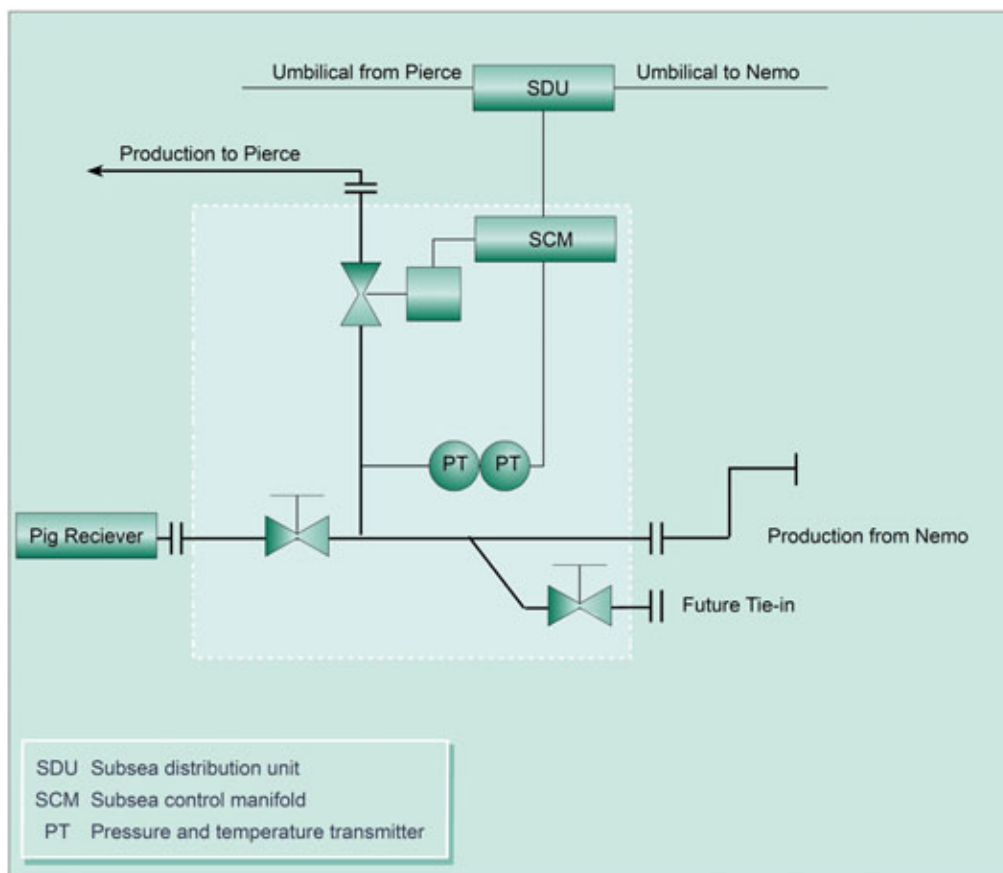 Umbilical from Pierce
SDU
Umbilical to Nemo
Production to Pierce
SCM
PT
PT
Pig Reciever
Production from Nemo
Future Tie-in
SDU Subsea distribution unit
SCM Subsea control manifold
PT Pressure and temperature transmitter